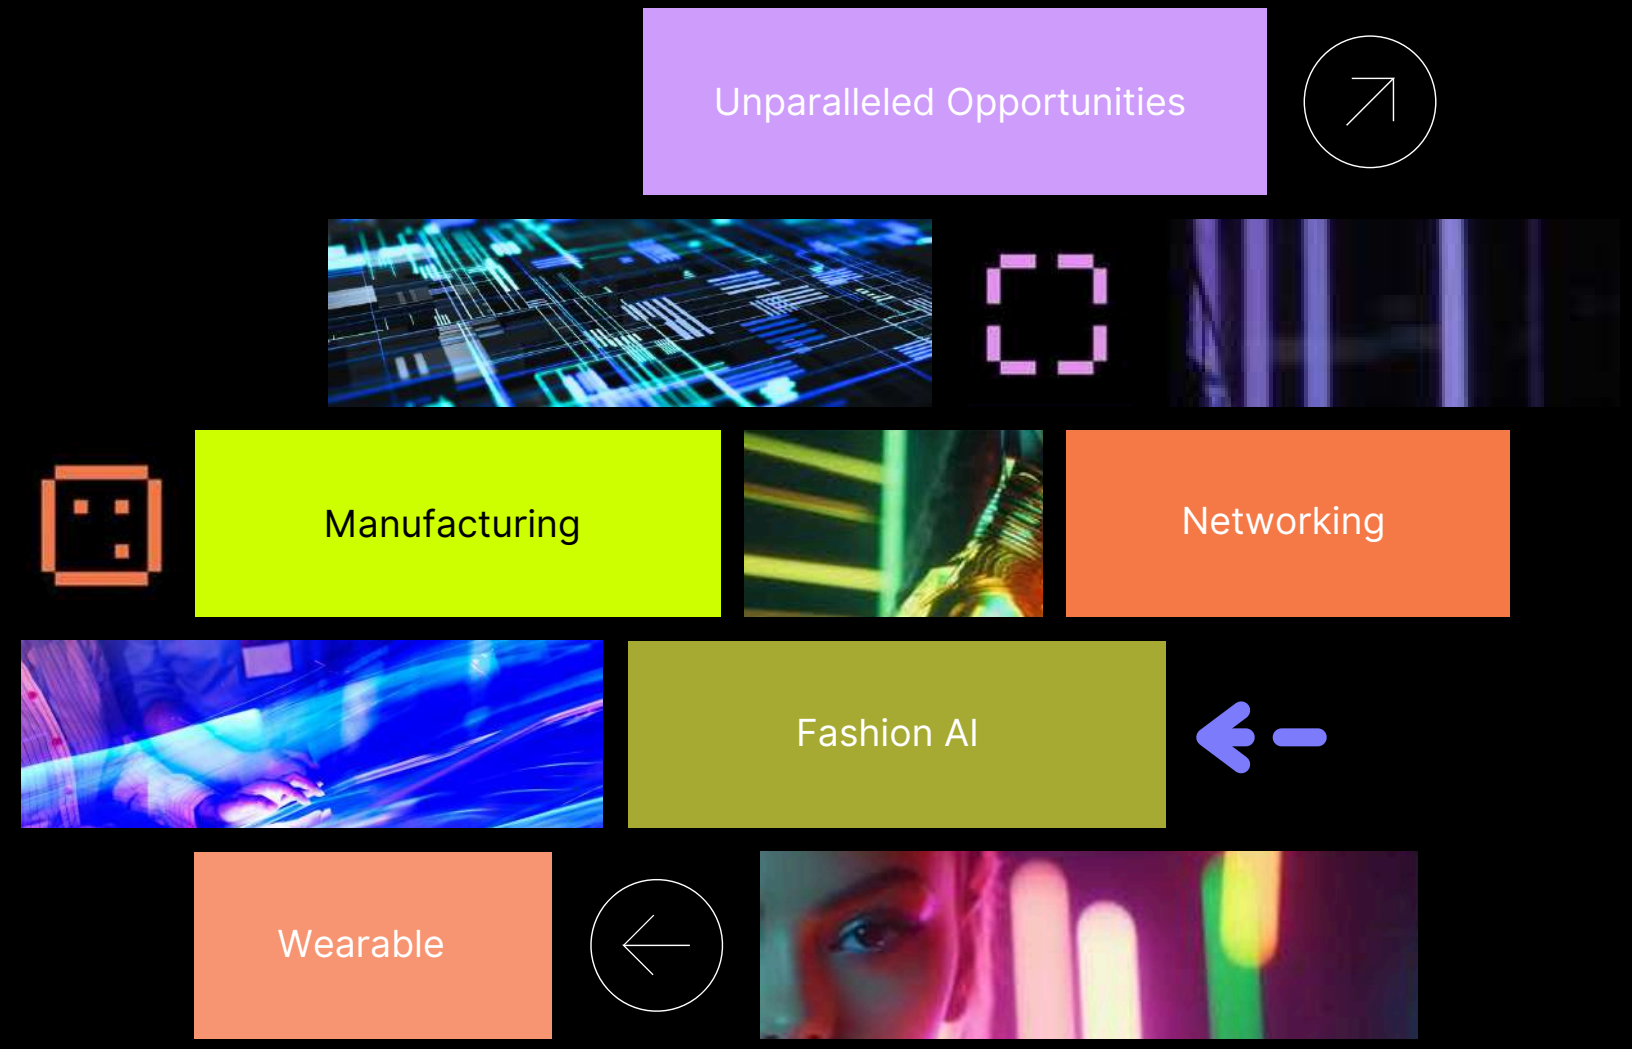 Unparalleled Opportunities
Manufacturing
Networking
Fashion AI
Wearable